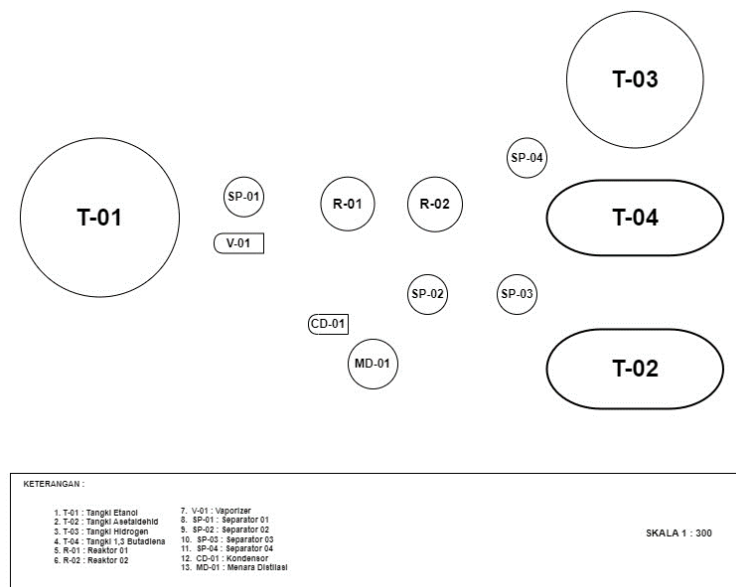 T-03
SP-04
T-01
SP-01
R-01
R-02
T-04
V-01
SP-02
SP-03
CD-01
MD-01
T-02
KETERANGAN :
1. T-01 : Tangki Etanol
2. T-02 : Tangki Asetaldehid
3. T-03 : Tangki Hidrogen
4. T-04 : Tangki 1,3 Butadiena
5. R-01 : Reaktor 01
6. R-02 : Reaktor 02
7. V-01 : Vaporizer
8. SP-01 : Separator 01
9. SP-02 : Separator 02
10. SP-03 : Separator 03
11. SP-04 : Separator 04
12. CD-01 : Kondensor
13. MD-01 : Menara Distilasi
SKALA 1 : 300